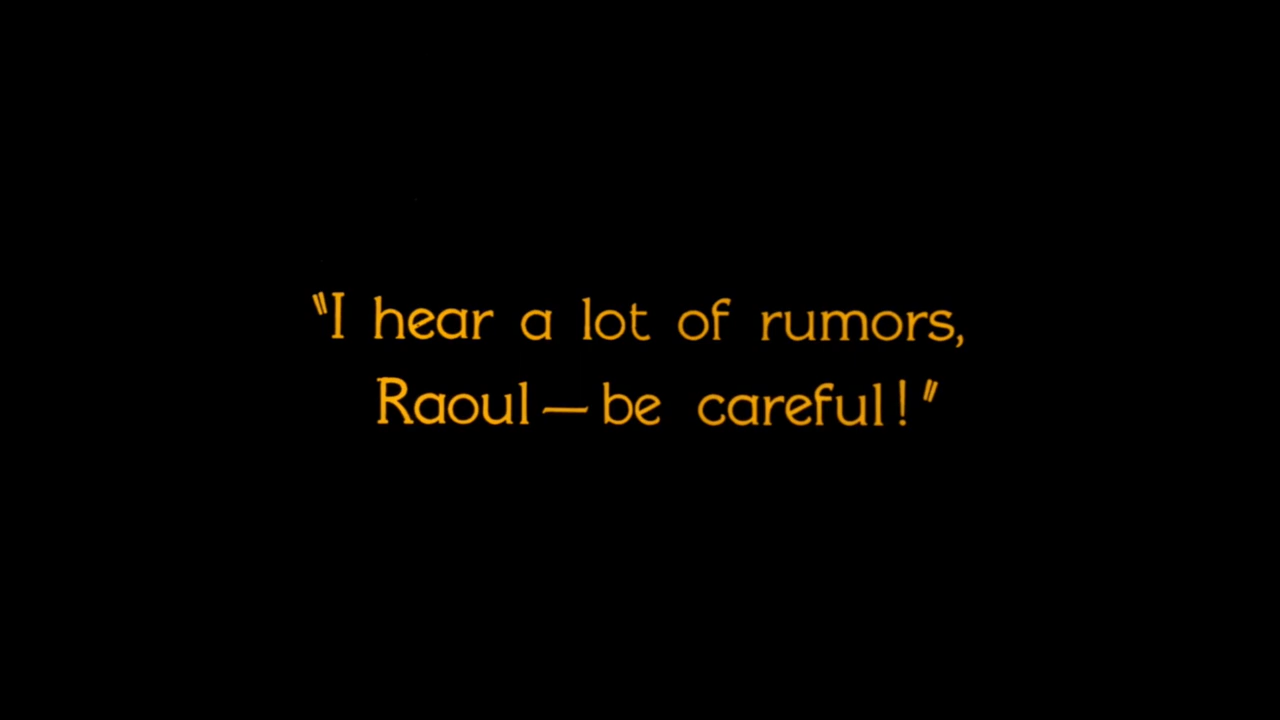 "I hear a lot of rumors,
Raoul — be careful!"